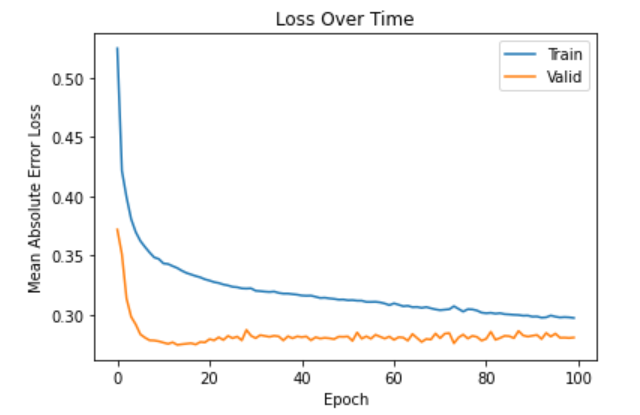 Loss Over Time
Train
Valid
Mean Absolute Error Loss
0.50
0.45
0.40
0.35
0.30
0 20 40 60 80 100
Epoch